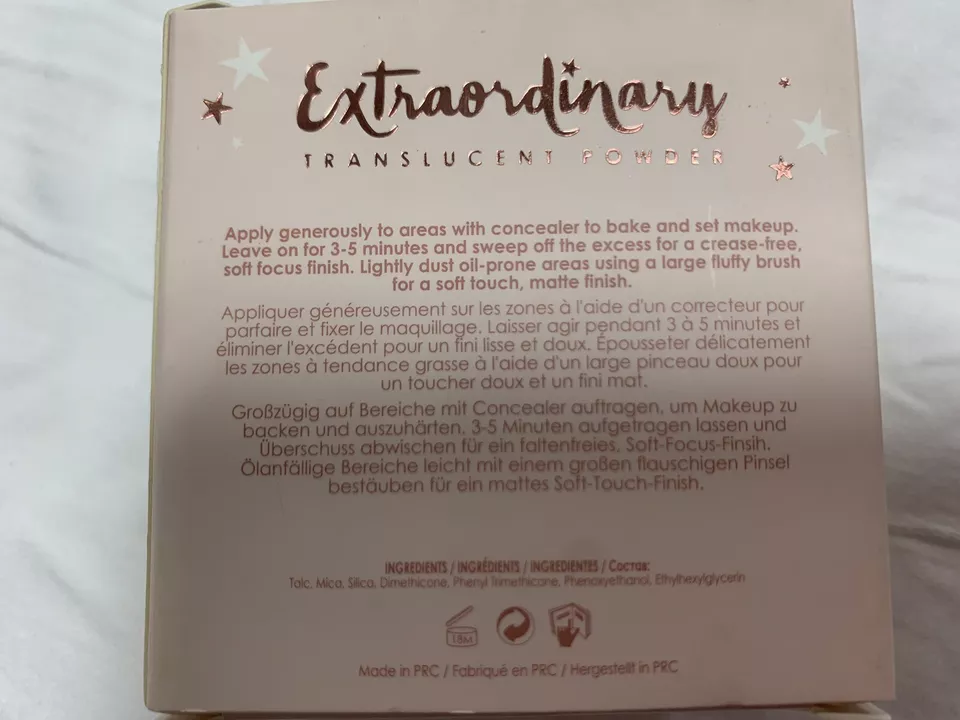 Extraordinary
TRANSLUCENT POWDER
Apply generously to areas with concealer to bake and set makeup.
Leave on for 3-5 minutes and sweep off the excess for a crease-free,
soft focus finish. Lightly dust oil-prone areas using a large fluffy brush
for a soft touch, matte finish.
Appliquer généreusement sur les zones à l'aide d'un correcteur pour
parfaire et fixer le maquillage. Laisser agir pendant 3 à 5 minutes et
éliminer l'excédent pour un fini lisse et doux. Épousseter délicatement
les zones à tendance grasse à l'aide d'un large pinceau doux pour
un toucher doux et un fini mat.
Großzügig auf Bereiche mit Concealer auftragen, um Makeup zu
backen und auszuhärten. 3-5 Minuten aufgetragen lassen und
Überschuss abwischen für ein faltenfreies, Soft-Focus-Finsih.
Ölanfällige Bereiche leicht mit einem großen flauschigen Pinsel
bestäuben für ein mattes Soft-Touch-Finish.
INGREDIENTS / INGRÉDIENTS / INGREDIENTES / Состав:
Talc, Mica, Silica, Dimethicone, Phenyl Trimethicone, Phenoxyethanol, Ethylhexylglycerin
18M
Made in PRC / Fabriqué en PRC / Hergestellt in PRC